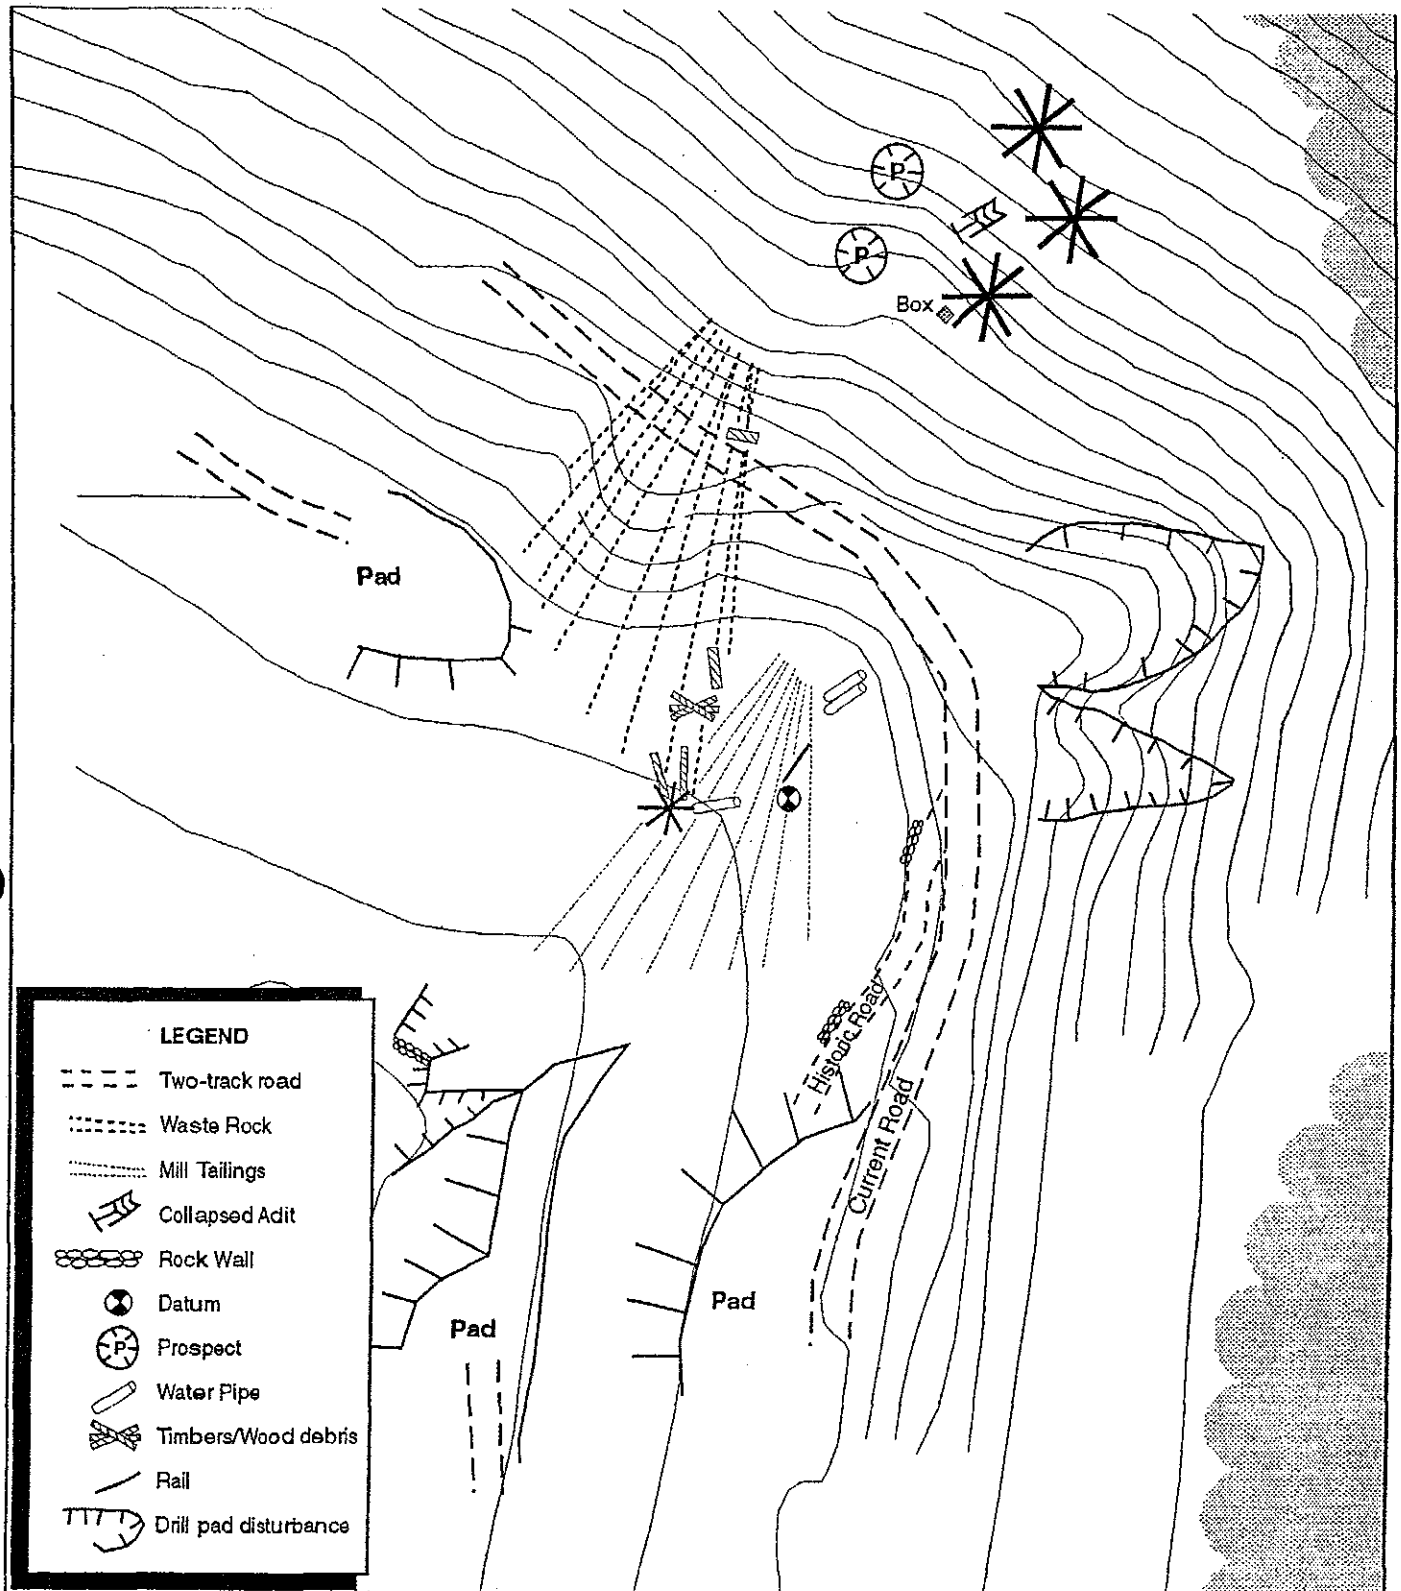 P
P
Box
Pad
Historic Road
Current Road
Pad
Pad
LEGEND
Two-track road
Waste Rock
Mill Tailings
Collapsed Adit
Rock Wall
Datum
P
Prospect
Water Pipe
Timbers/Wood debris
Rail
Drill pad disturbance